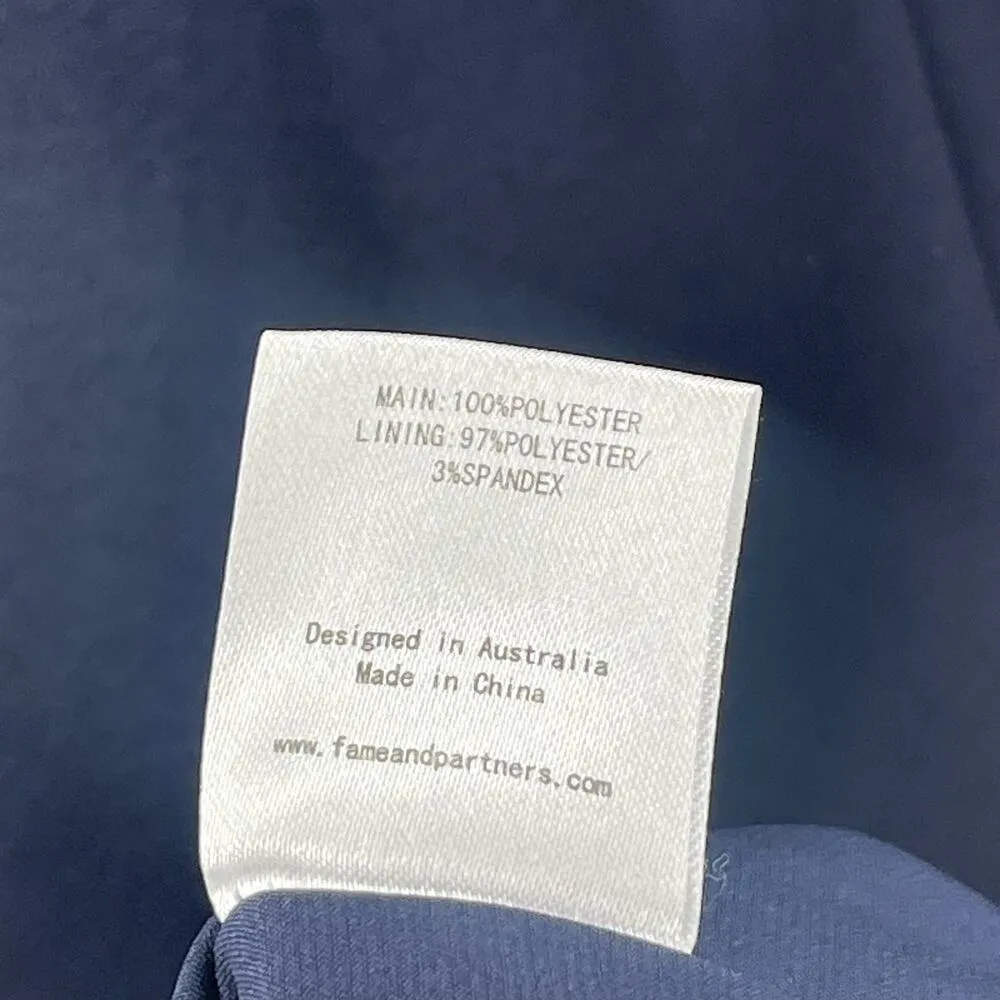 MAIN:100%POLYESTER
LINING:97%POLYESTER/
3%SPANDEX
Designed in Australia
Made in China
www.fameandpartners.com